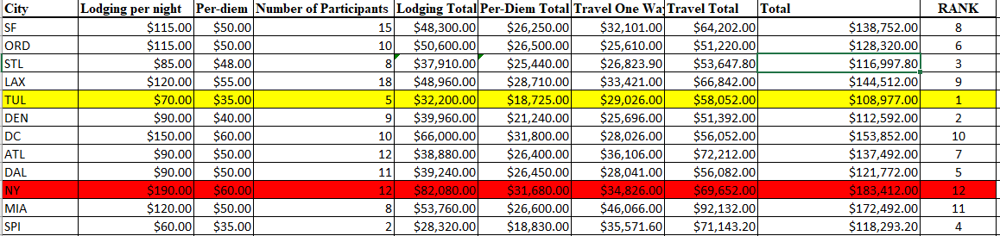 City Lodging per night Per-diem Number of Participants Lodging Total Per-Diem Total Travel One Way Travel Total Total RANK
SF $115.00 $50.00 15 $48,300.00 $26,250.00 $32,101.00 $64,202.00 $138,752.00 8
ORD $115.00 $50.00 10 $50,600.00 $26,500.00 $25,610.00 $51,220.00 $128,320.00 6
STL $85.00 $48.00 8 $37,910.00 $25,440.00 $26,823.90 $53,647.80 $116,997.80 3
LAX $120.00 $55.00 18 $48,960.00 $28,710.00 $33,421.00 $66,842.00 $144,512.00 9
TUL $70.00 $35.00 5 $32,200.00 $18,725.00 $29,026.00 $58,052.00 $108,977.00 1
DEN $90.00 $40.00 9 $39,960.00 $21,240.00 $25,696.00 $51,392.00 $112,592.00 2
DC $150.00 $60.00 10 $66,000.00 $31,800.00 $28,026.00 $56,052.00 $153,852.00 10
ATL $90.00 $50.00 12 $38,880.00 $26,400.00 $36,106.00 $72,212.00 $137,492.00 7
DAL $90.00 $50.00 11 $39,240.00 $26,450.00 $28,041.00 $56,082.00 $121,772.00 5
NY $190.00 $60.00 12 $82,080.00 $31,680.00 $34,826.00 $69,652.00 $183,412.00 12
MIA $120.00 $50.00 8 $53,760.00 $26,600.00 $46,066.00 $92,132.00 $172,492.00 11
SPI $60.00 $35.00 2 $28,320.00 $18,830.00 $35,571.60 $71,143.20 $118,293.20 4